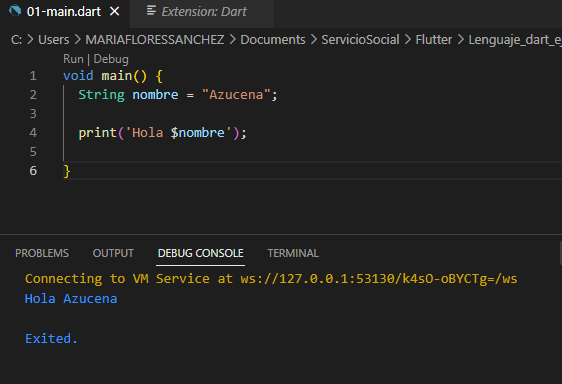 01-main.dart Extension: Dart
C: > Users > MARIAFLORESSANCHEZ > Documents > ServicioSocial > Flutter > Lenguaje_dart_ej
Run | Debug
1 void main() {
2 String nombre = "Azucena";
3
4 print('Hola $nombre');
5
6 }
PROBLEMS OUTPUT DEBUG CONSOLE TERMINAL
Connecting to VM Service at ws://127.0.0.1:53130/k4sO-oBYCTg=/ws
Hola Azucena
Exited.